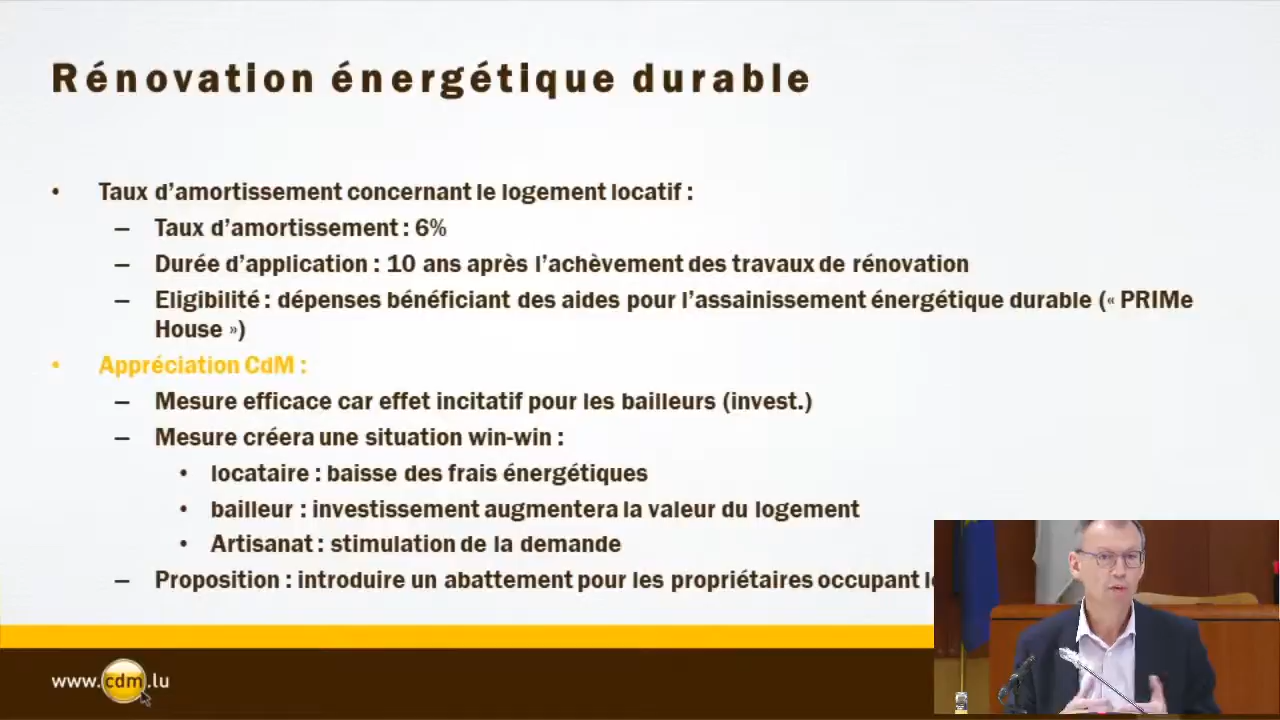 Rénovation énergétique durable
• Taux d’amortissement concernant le logement locatif :
– Taux d’amortissement : 6%
– Durée d’application : 10 ans après l’achèvement des travaux de rénovation
– Eligibilité : dépenses bénéficiant des aides pour l’assainissement énergétique durable (« PRIMe
House »)
• Appréciation CdM :
– Mesure efficace car effet incitatif pour les bailleurs (invest.)
– Mesure créera une situation win-win :
• locataire : baisse des frais énergétiques
• bailleur : investissement augmentera la valeur du logement
• Artisanat : stimulation de la demande
– Proposition : introduire un abattement pour les propriétaires occupant
www.cdm.lu